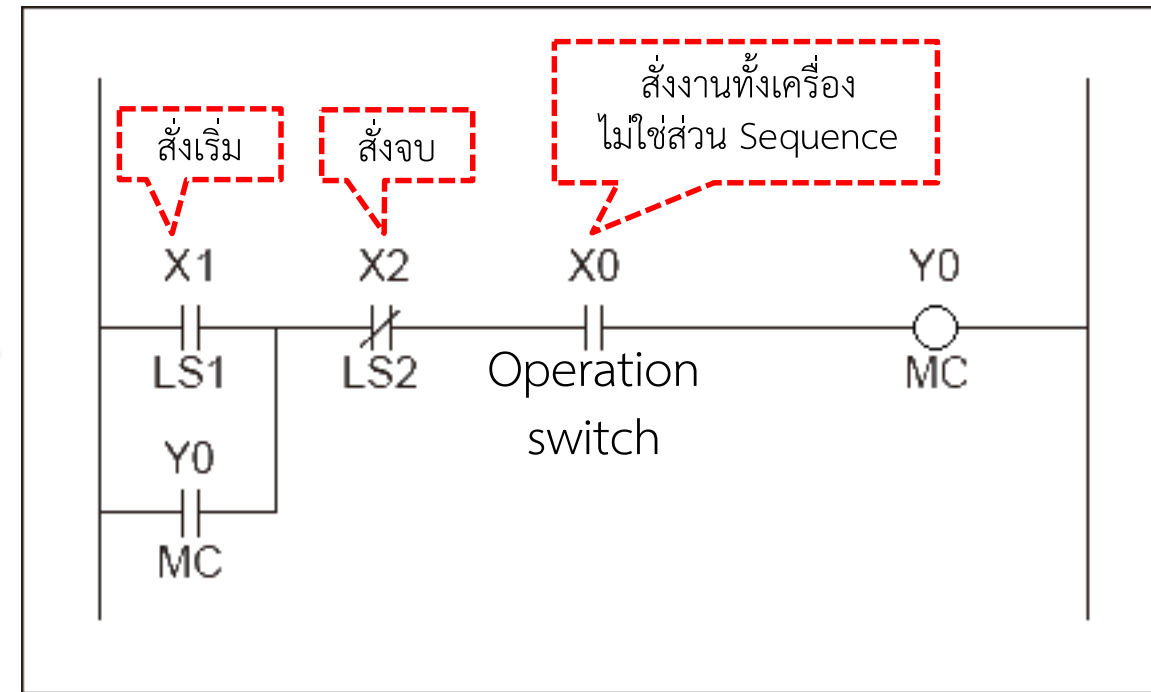 สั่งเริ่ม
สั่งจบ
สั่งงานทั้งเครื่อง
ไม่ใช่ส่วน Sequence
X1
X2
X0
Y0
LS1
LS2
Operation
switch
MC
Y0
MC